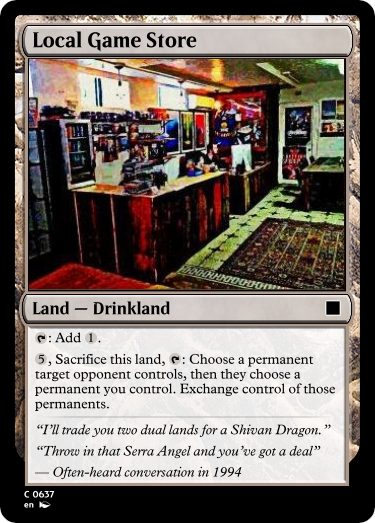 Local Game Store
Land — Drinkland
: Add 1.
5, Sacrifice this land, : Choose a permanent
target opponent controls, then they choose a
permanent you control. Exchange control of those
permanents.
“I'll trade you two dual lands for a Shivan Dragon.”
“Throw in that Serra Angel and you've got a deal”
— Often-heard conversation in 1994
C 0637
en